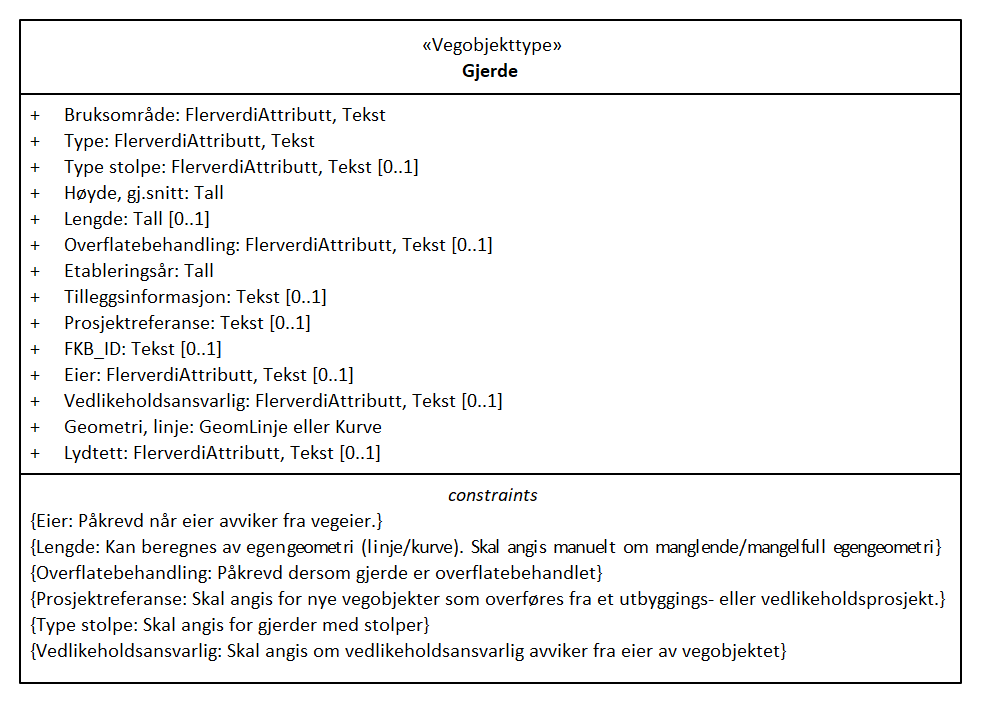 «Vegobjekttype»
Gjerde
+ Bruksområde: FlerverdiAttributt, Tekst
+ Type: FlerverdiAttributt, Tekst
+ Type stolpe: FlerverdiAttributt, Tekst [0..1]
+ Høyde, gj.snitt: Tall
+ Lengde: Tall [0..1]
+ Overflatebehandling: FlerverdiAttributt, Tekst [0..1]
+ Etableringsår: Tall
+ Tilleggsinformasjon: Tekst [0..1]
+ Prosjektreferanse: Tekst [0..1]
+ FKB_ID: Tekst [0..1]
+ Eier: FlerverdiAttributt, Tekst [0..1]
+ Vedlikeholdsansvarlig: FlerverdiAttributt, Tekst [0..1]
+ Geometri, linje: GeomLinje eller Kurve
+ Lydtett: FlerverdiAttributt, Tekst [0..1]
constraints
{Eier: Påkrevd når eier avviker fra vegeier.}
{Lengde: Kan beregnes av egengeometri (linje/kurve). Skal angis manuelt om manglende/mangelfull egengeometri}
{Overflatebehandling: Påkrevd dersom gjerde er overflatebehandlet}
{Prosjektreferanse: Skal angis for nye vegobjekter som overføres fra et utbyggings- eller vedlikeholdsprosjekt.}
{Type stolpe: Skal angis for gjerder med stolper}
{Vedlikeholdsansvarlig: Skal angis om vedlikeholdsansvarlig avviker fra eier av vegobjektet}